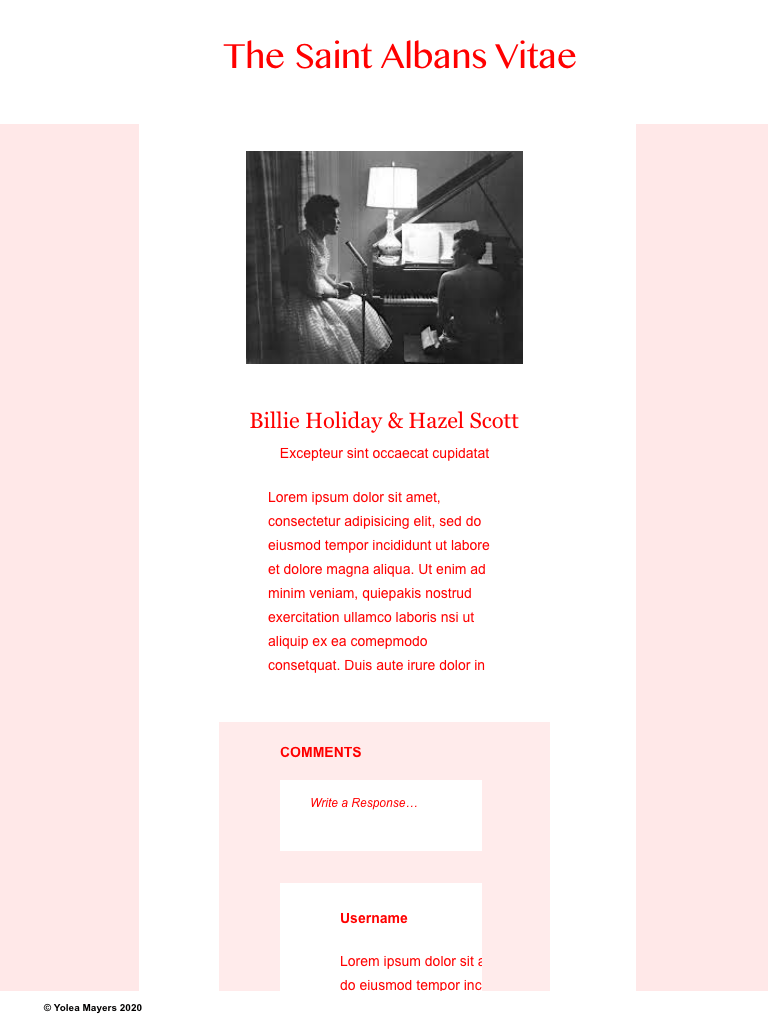 The Saint Albans Vitae
Billie Holiday & Hazel Scott
Excepteur sint occaecat cupidatat
Lorem ipsum dolor sit amet,
consectetur adipisicing elit, sed do
eiusmod tempor incididunt ut labore
et dolore magna aliqua. Ut enim ad
minim veniam, quiepakis nostrud
exercitation ullamco laboris nsi ut
aliquip ex ea comepmodo
consetquat. Duis aute irure dolor in
COMMENTS
Write a Response…
Username
Lorem ipsum dolor sit a
do eiusmod tempor inc
© Yolea Mayers 2020